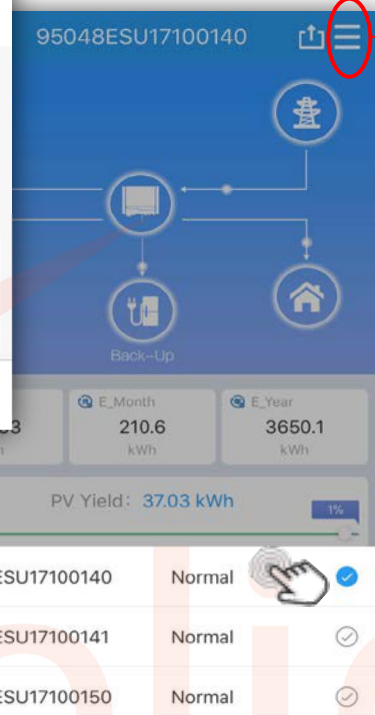 95048ESU17100140
Back-Up
E_Month
E_Year
210.6
3650.1
kWh
kWh
PV Yield: 37.03 kWh
1%
ESU17100140 Normal
ESU17100141 Normal
ESU17100150 Normal